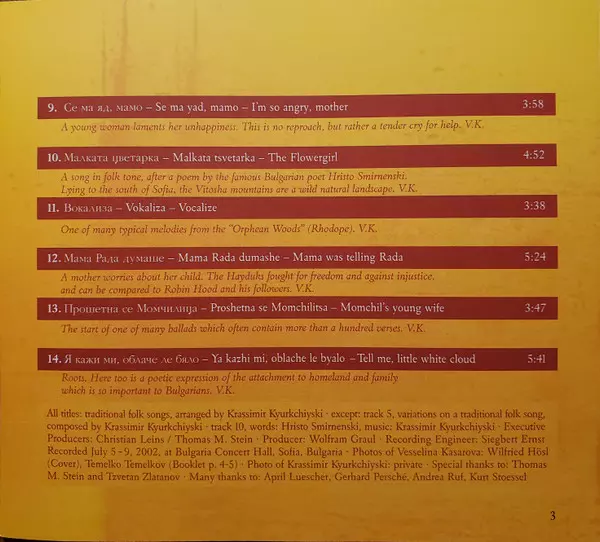 9. Се ма яд, мамо – Se ma yad, mamo – I'm so angry, mother 3:58
A young woman laments her unhappiness. This is no reproach, but rather a tender cry for help. V.K.
10. Малката цветарка – Malkata tsvetarka – The Flowergirl 4:52
A song in folk tone, after a poem by the famous Bulgarian poet Hristo Smirnenski.
Lying to the south of Sofia, the Vitosha mountains are a wild natural landscape. V.K.
11. Вокализа – Vokaliza – Vocalize 3:38
One of many typical melodies from the "Orphean Woods" (Rhodope). V.K.
12. Мама Рада думаше – Mama Rada dumashe – Mama was telling Rada 5:24
A mother worries about her child. The Hayduks fought for freedom and against injustice,
and can be compared to Robin Hood and his followers. V.K.
13. Прошетна се Момчилица – Proshetna se Momchilitsa – Momchil's young wife 3:47
The start of one of many ballads which often contain more than a hundred verses. V.K.
14. Я кажи ми, облаче ле бяло – Ya kazhi mi, oblache le byalo – Tell me, little white cloud 5:41
Roots. Here too is a poetic expression of the attachment to homeland and family
which is so important to Bulgarians. V.K.
All titles: traditional folk songs, arranged by Krassimir Kyurkchiyski · except: track 5, variations on a traditional folk song,
composed by Krassimir Kyurkchiyski · track 10, words: Hristo Smirnenski, music: Krassimir Kyurkchiyski · Executive
Producers: Christian Leins / Thomas M. Stein · Producer: Wolfram Graul · Recording Engineer: Siegbert Ernst
Recorded July 5–9, 2002, at Bulgaria Concert Hall, Sofia, Bulgaria · Photos of Vesselina Kasarova: Wilfried Hösl
(Cover), Temelko Temelkov (Booklet p. 4-5) · Photo of Krassimir Kyurkchiyski: private · Special thanks to: Thomas
M. Stein and Tzvetan Zlatanov · Many thanks to: April Luescher, Gerhard Persché, Andrea Ruf, Kurt Stoessel
3